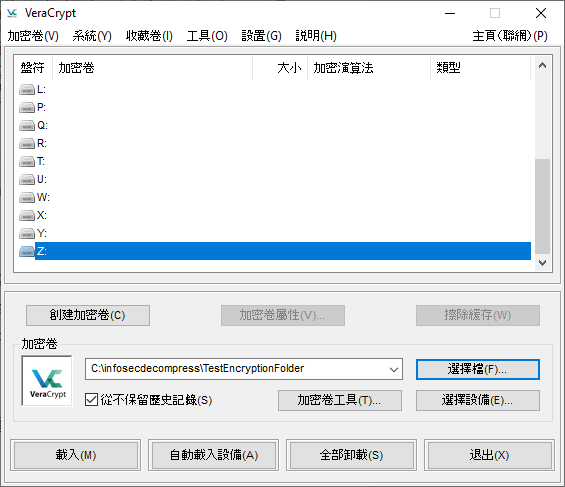 VeraCrypt
加密卷(V) 系統(Y) 收藏卷(I) 工具(O) 設置(G) 説明(H) 主頁(聯網)(P)
盤符 加密卷 大小 加密演算法 類型
L:
P:
Q:
R:
T:
U:
W:
X:
Y:
Z:
創建加密卷(C) 加密卷屬性(V)... 擦除緩存(W)
加密卷
VeraCrypt
C:\infosecdecompress\TestEncryptionFolder 選擇檔(F)...
從不保留歷史記錄(S) 加密卷工具(T)... 選擇設備(E)...
載入(M) 自動載入設備(A) 全部卸載(S) 退出(X)